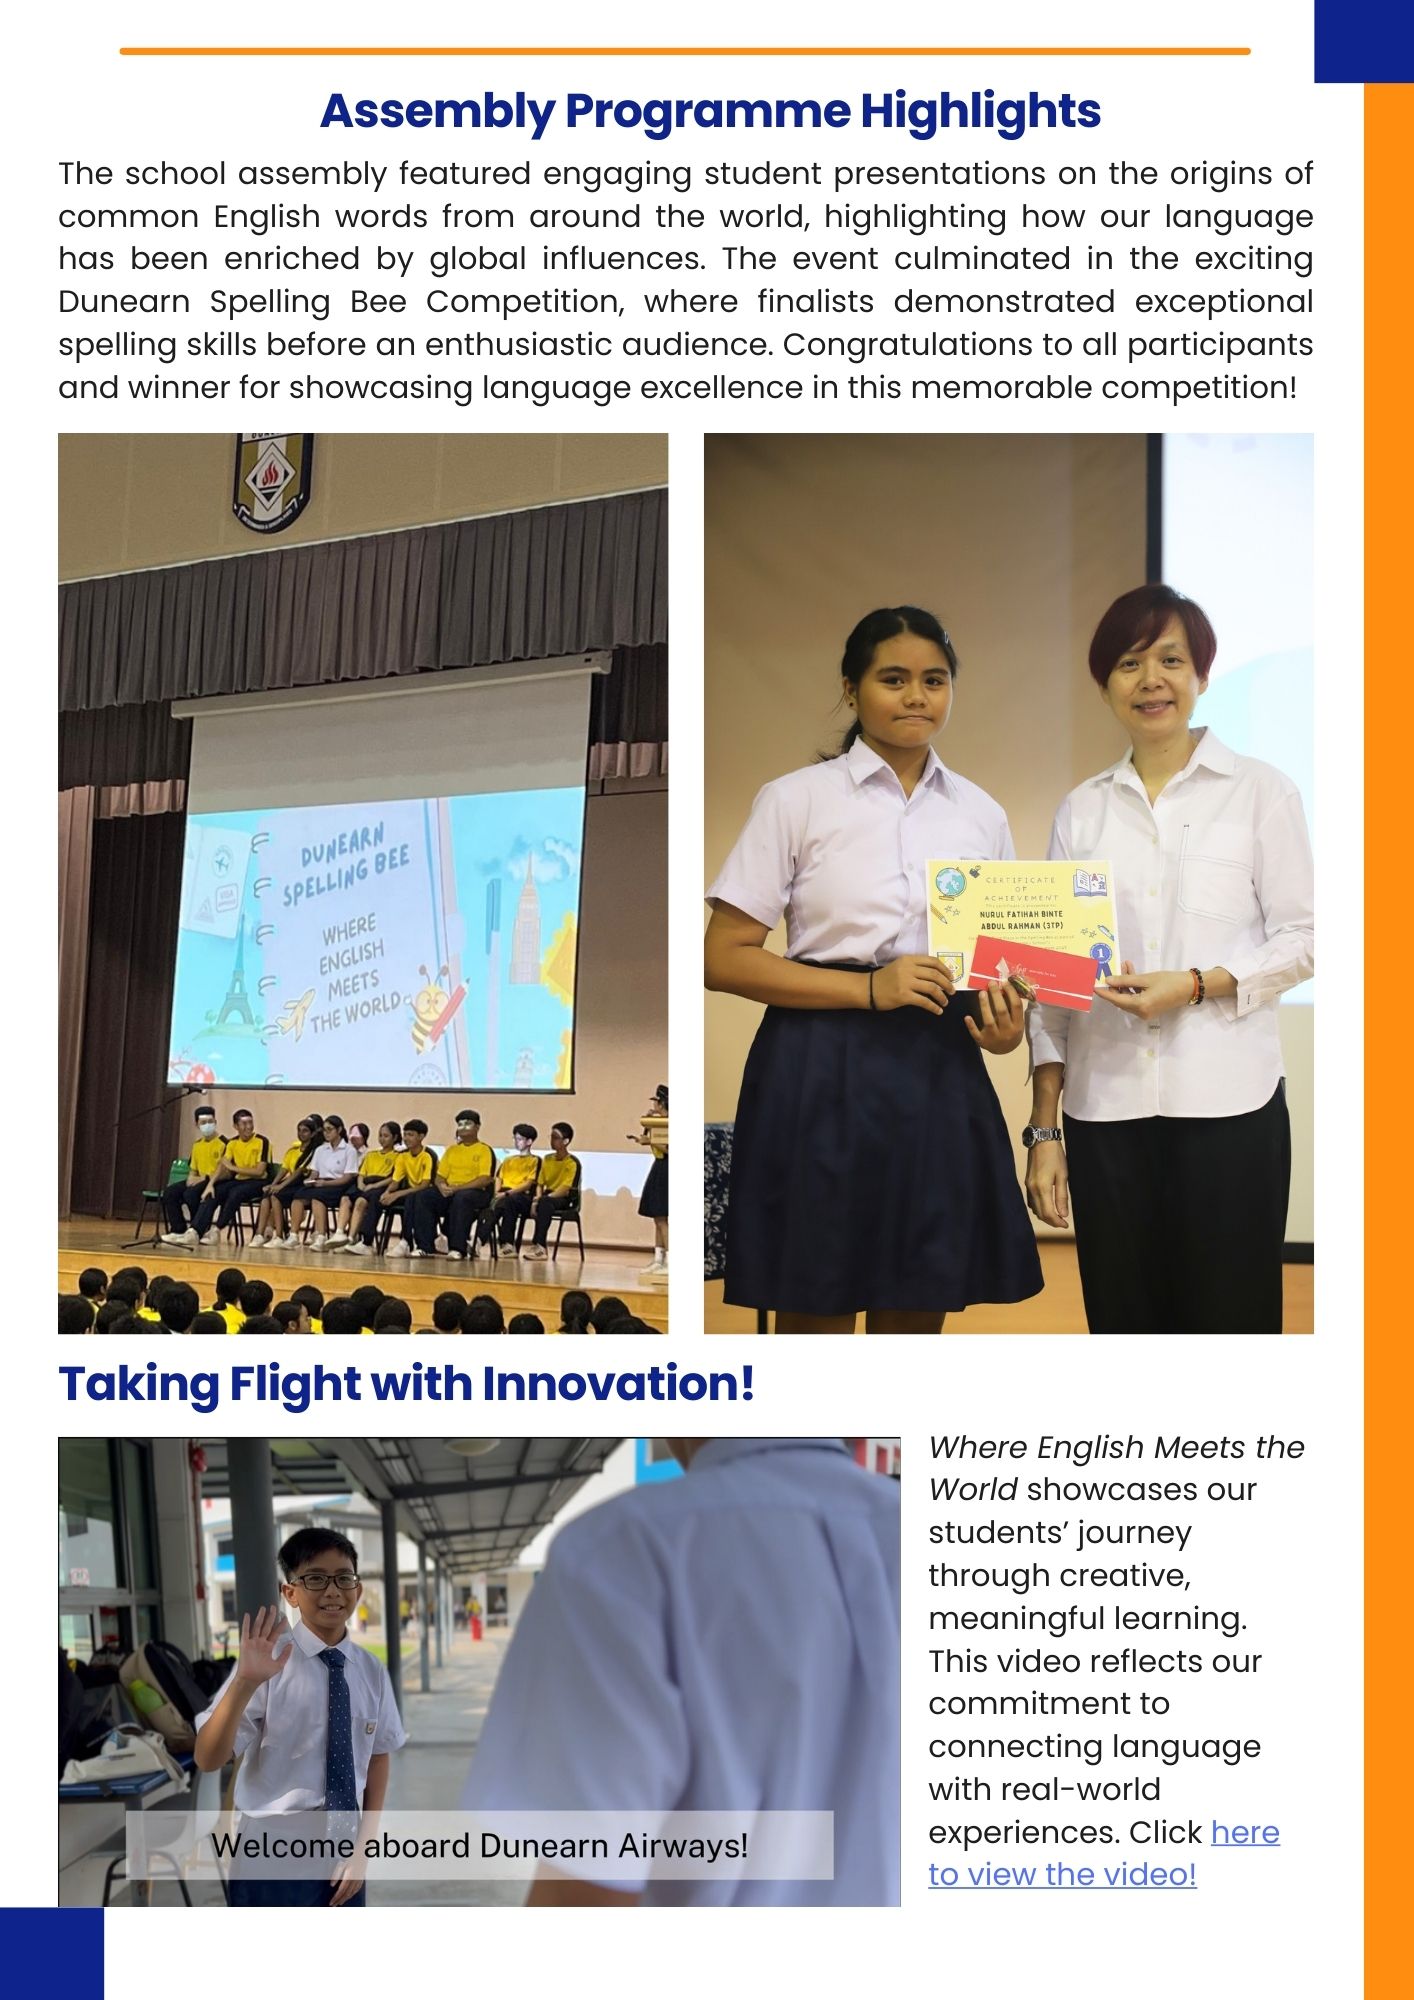 Assembly Programme Highlights
The school assembly featured engaging student presentations on the origins of
common English words from around the world, highlighting how our language
has been enriched by global influences. The event culminated in the exciting
Dunearn Spelling Bee Competition, where finalists demonstrated exceptional
spelling skills before an enthusiastic audience. Congratulations to all participants
and winner for showcasing language excellence in this memorable competition!
DUNEARN
SPELLING BEE
WHERE
ENGLISH
MEETS
THE WORLD
CERTIFICATE
OF
ACHIEVEMENT
NURUL FATIHAH BINTE
ABDUL RAHMAN (3TP)
1
Taking Flight with Innovation!
Welcome aboard Dunearn Airways!
Where English Meets the
World showcases our
students’ journey
through creative,
meaningful learning.
This video reflects our
commitment to
connecting language
with real-world
experiences. Click here
to view the video!